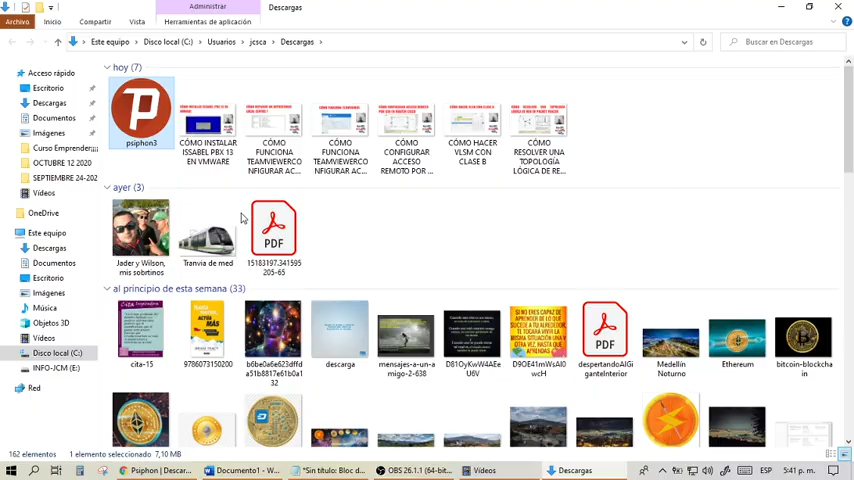 Administrar
Descargas
Archivo
Inicio
Compartir
Vista
Herramientas de aplicación
Este equipo
Disco local (C:)
Usuarios
jcsca
Descargas
Buscar en Descargas
Acceso rápido
Escritorio
Descargas
Documentos
Imágenes
Curso Emprender¡¡¡¡
OCTUBRE 12 2020
SEPTIEMBRE 24-202
Vídeos
OneDrive
Este equipo
Descargas
Documentos
Escritorio
Imágenes
Música
Objetos 3D
Vídeos
Disco local (C:)
INFO-JCM (E:)
Red
hoy (7)
psiphon3
CÓMO INSTALAR
ISSABEL PBX 13
EN VMWARE
CÓMO
FUNCIONA
TEAMVIEWERCO
NFIGURAR AC...
CÓMO
FUNCIONA
TEAMVIEWERCO
NFIGURAR AC...
CÓMO
CONFIGURAR
ACCESO
REMOTO POR ...
CÓMO HACER
VLSM CON
CLASE B
CÓMO
RESOLVER UNA
TOPOLOGÍA
LÓGICA DE RE...
ayer (3)
PDF
Jader y Wilson,
mis sobrtinos
Tranvia de med
15183197.341595
205-65
al principio de esta semana (33)
PDF
cita-15
9786073150200
b6be0a6e623dffd
a51b8817e61b0a1
32
descarga
mensajes-a-un-a
migo-2-638
D81OyKwW4AEe
U6V
D9OE41mWsAI0
wcH
despertandoAlGi
ganteInterior
Medellín
Noturno
Ethereum
bitcoin-blockcha
in
162 elementos
1 elemento seleccionado
7,10 MB
Psiphon | Descar...
Documento1 - W...
*Sin título: Bloc d...
OBS 26.1.1 (64-bit...
Vídeos
Descargas
ESP
5:41 p. m.